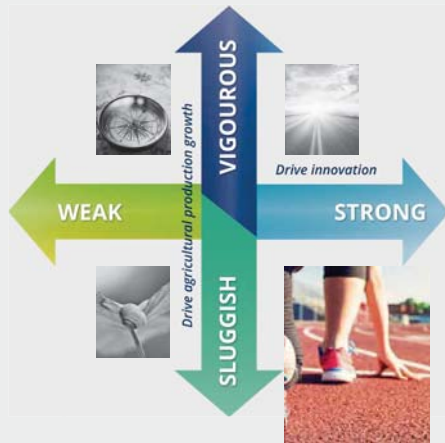 VIGOUROUS
Drive agricultural production growth
Drive innovation
WEAK
STRONG
SLUGGISH